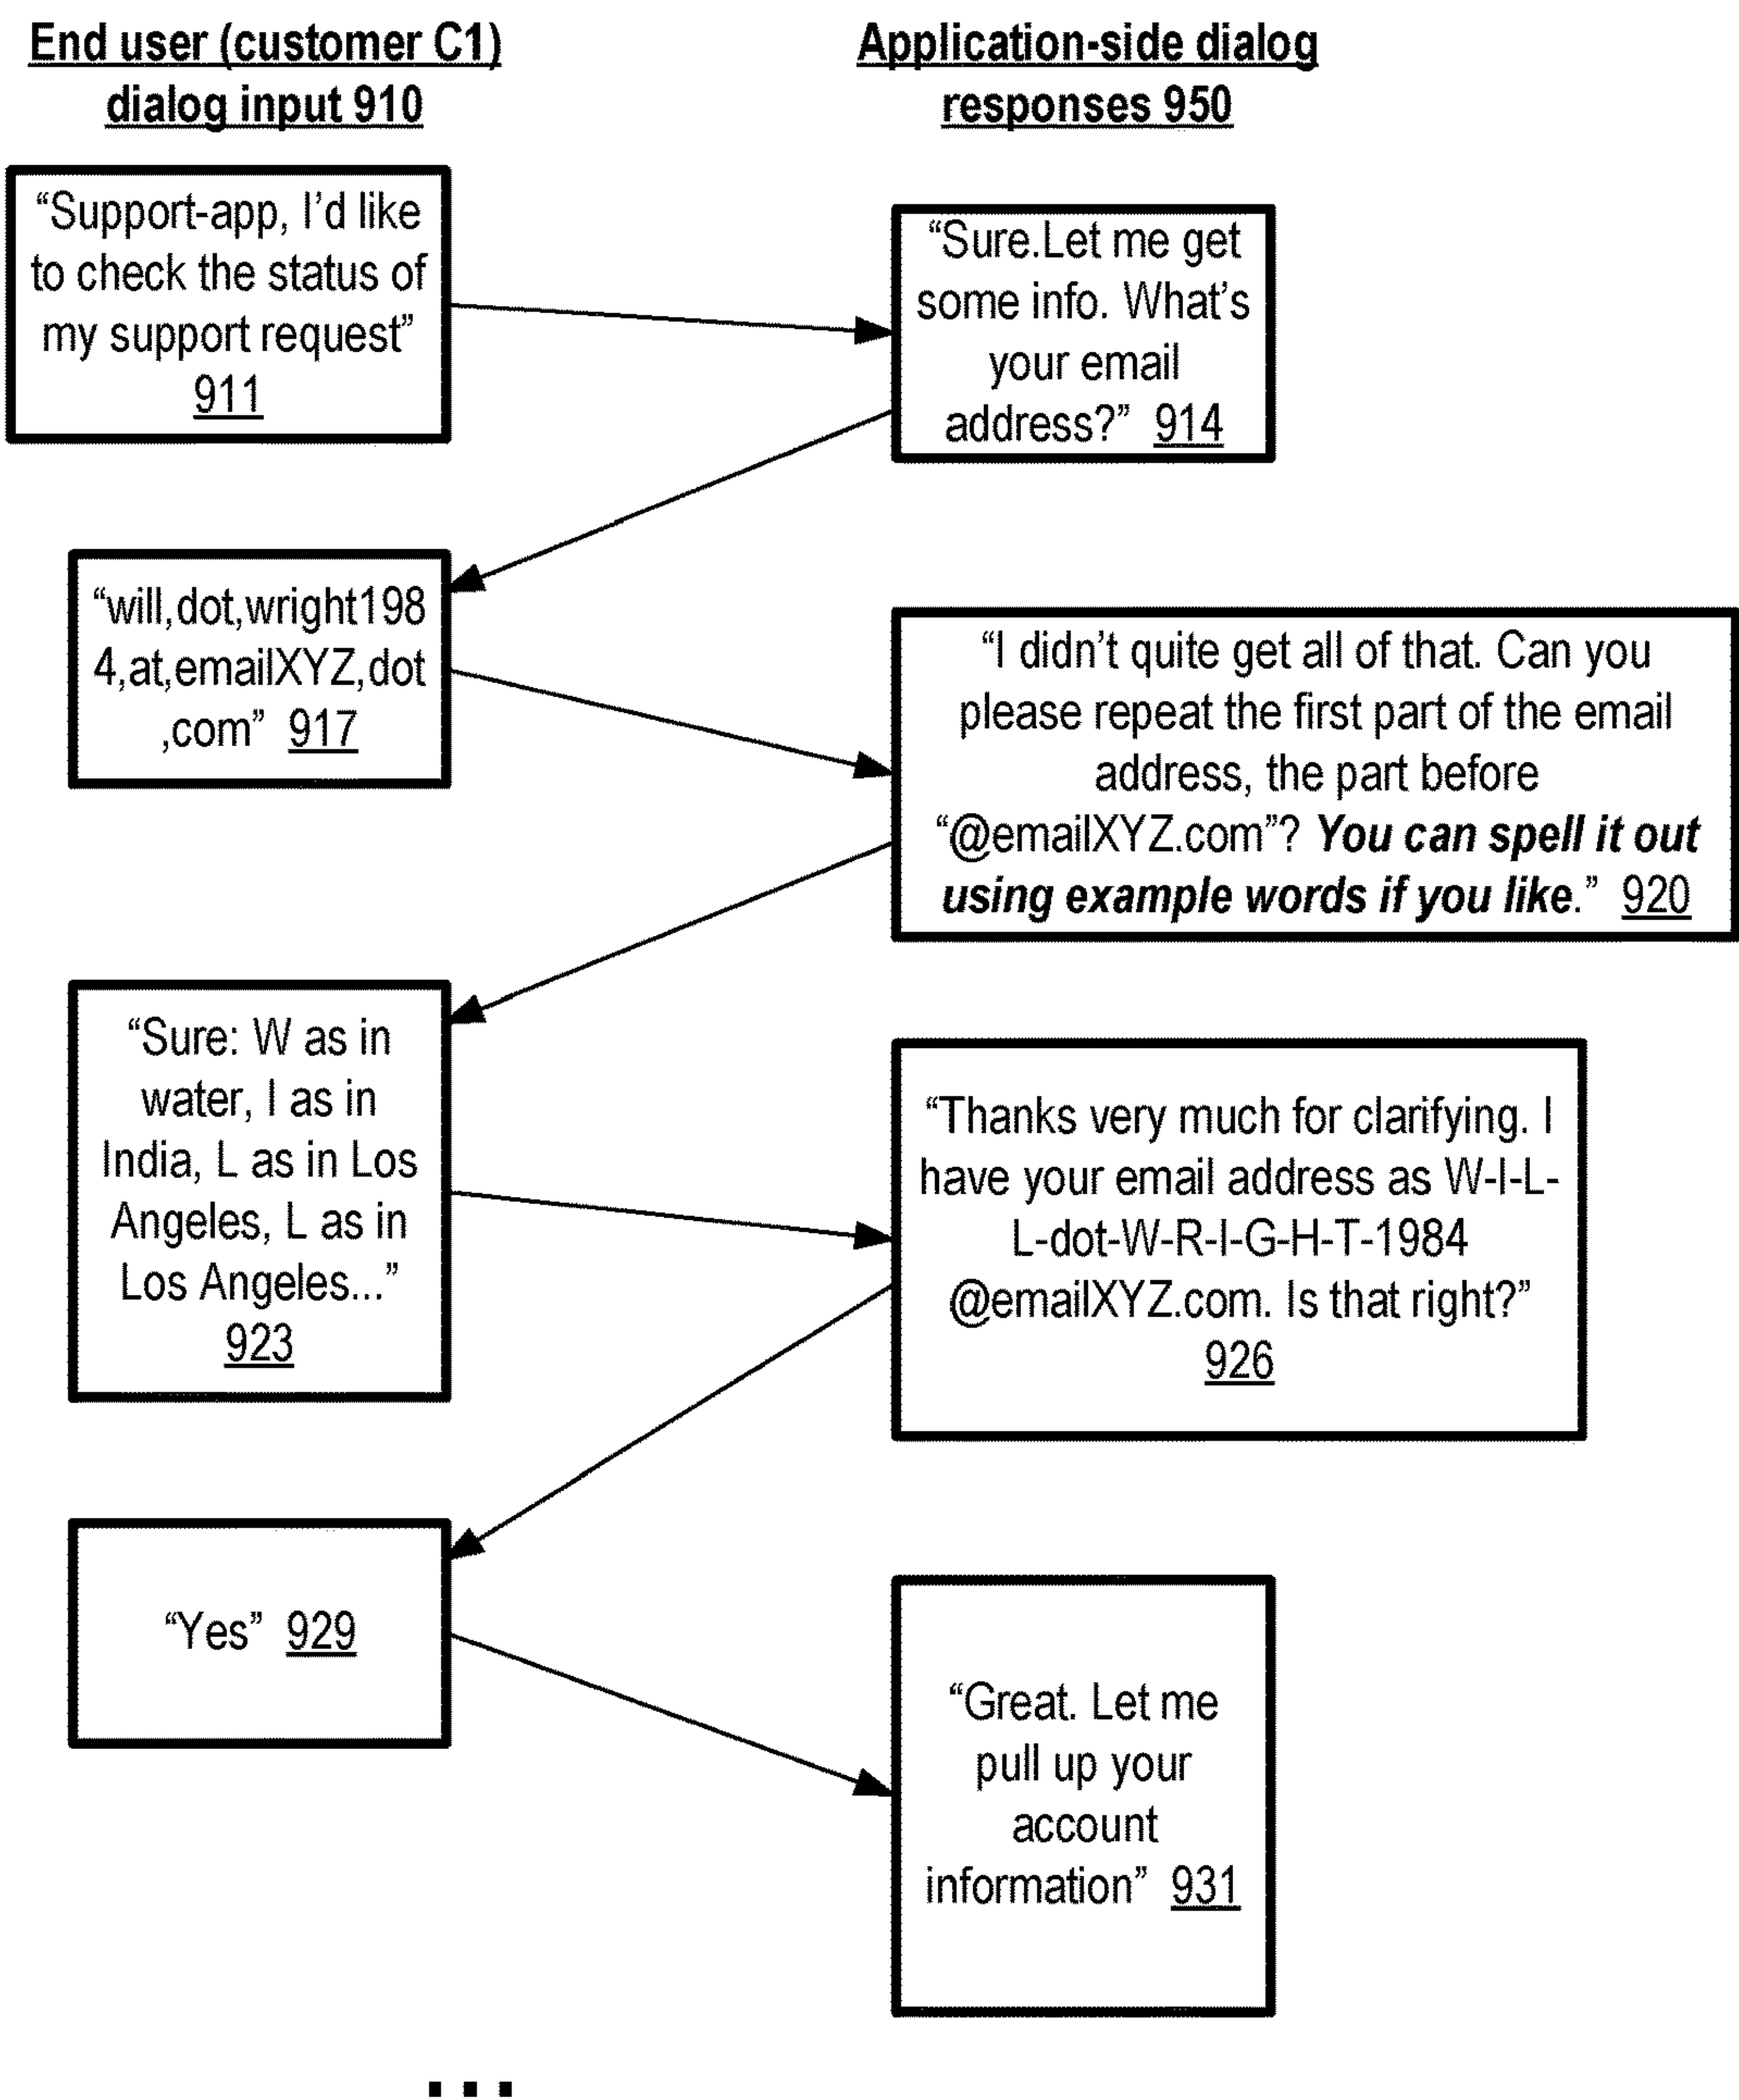 End user (customer C1)
dialog input 910
Application-side dialog
responses 950
“Support-app, I’d like
to check the status of
my support request”
911
“Sure.Let me get
some info. What’s
your email
address?” 914
“will,dot,wright198
4,at,emailXYZ,dot
,com” 917
“I didn’t quite get all of that. Can you
please repeat the first part of the email
address, the part before
“@emailXYZ.com”? You can spell it out
using example words if you like.” 920
“Sure: W as in
water, I as in
India, L as in Los
Angeles, L as in
Los Angeles...”
923
“Thanks very much for clarifying. I
have your email address as W-I-L-
L-dot-W-R-I-G-H-T-1984
@emailXYZ.com. Is that right?”
926
“Yes” 929
“Great. Let me
pull up your
account
information” 931
...